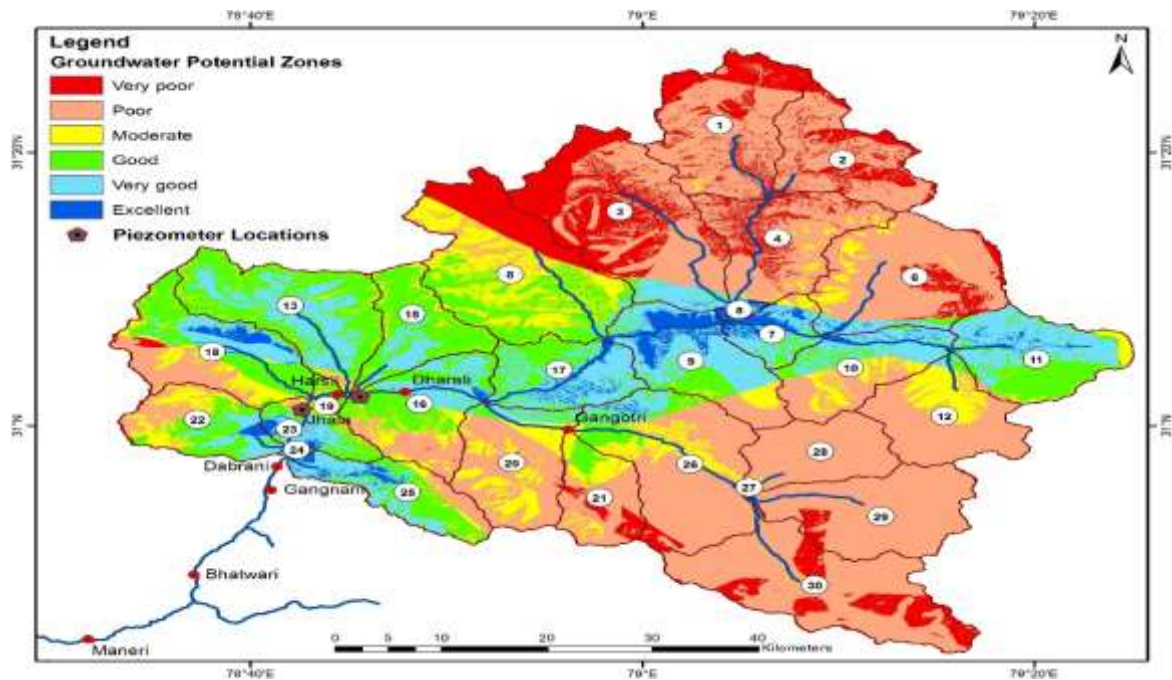 78°40'E 79°E 79°20'E
Legend
Groundwater Potential Zones
Very poor
Poor
Moderate
Good
Very good
Excellent
Piezometer Locations
N
31°20'N 31°20'N
1
2
3
4
6
8
13
15
8
7
18
17
9
10
11
Harsil
Dharali
19
16
12
22
Jhala
Gangotri
31°N 31°N
23
24
20
26
28
Dabrani
27
Gangnani
25
21
29
Bhatwari
30
0 5 10 20 30 40
Kilometers
Maneri
78°40'E 79°E 79°20'E